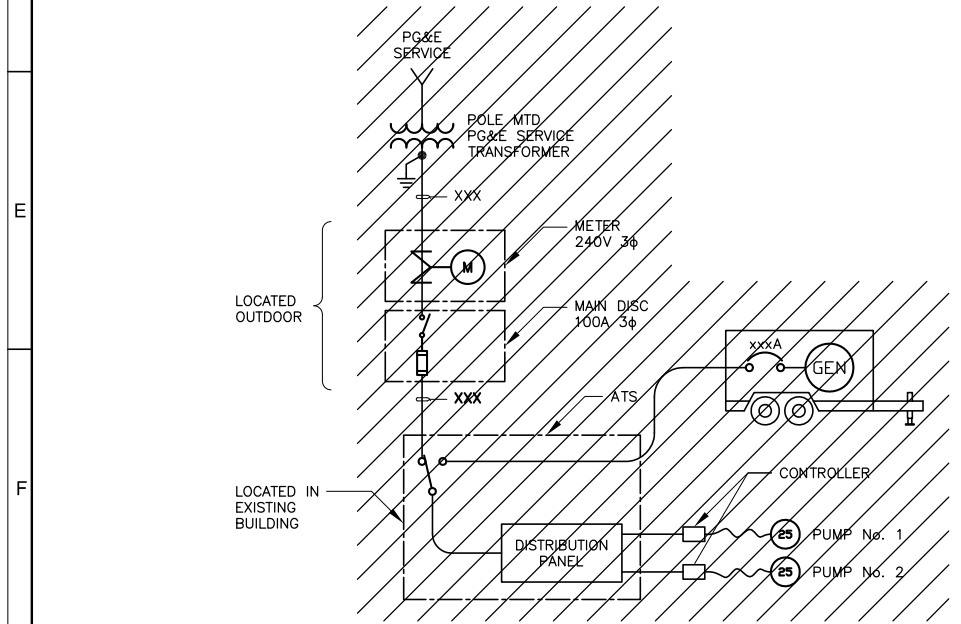 PG&E
SERVICE
POLE MTD
PG&E SERVICE
TRANSFORMER
XXX
E
METER
240V 3ϕ
M
LOCATED
OUTDOOR
MAIN DISC
100A 3ϕ
xxxA
GEN
XXX
ATS
F
LOCATED IN
EXISTING
BUILDING
CONTROLLER
DISTRIBUTION
PANEL
25 PUMP No. 1
25 PUMP No. 2